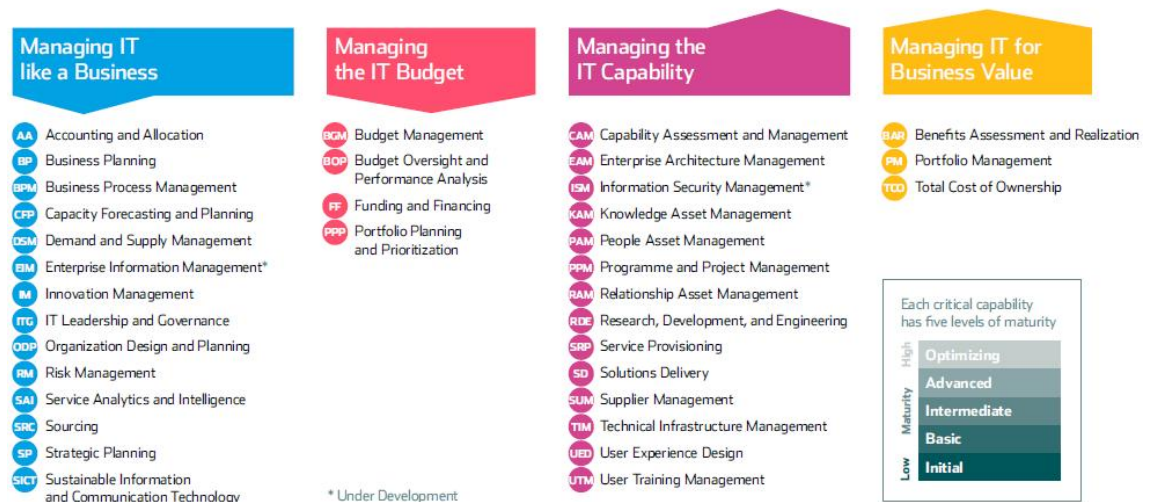 Managing IT
like a Business
AA Accounting and Allocation
BP Business Planning
BPM Business Process Management
CFP Capacity Forecasting and Planning
DSM Demand and Supply Management
EIM Enterprise Information Management*
IM Innovation Management
ITG IT Leadership and Governance
ODP Organization Design and Planning
RM Risk Management
SAI Service Analytics and Intelligence
SRC Sourcing
SP Strategic Planning
SICT Sustainable Information
and Communication Technology
Managing
the IT Budget
BGM Budget Management
BOP Budget Oversight and
Performance Analysis
FF Funding and Financing
PPP Portfolio Planning
and Prioritization
* Under Development
Managing the
IT Capability
CAM Capability Assessment and Management
EAM Enterprise Architecture Management
ISM Information Security Management*
KAM Knowledge Asset Management
PAM People Asset Management
PPM Programme and Project Management
RAM Relationship Asset Management
RDE Research, Development, and Engineering
SRP Service Provisioning
SD Solutions Delivery
SUM Supplier Management
TIM Technical Infrastructure Management
UED User Experience Design
UTM User Training Management
Managing IT for
Business Value
BAR Benefits Assessment and Realization
PM Portfolio Management
TCO Total Cost of Ownership
Each critical capability
has five levels of maturity
High
Maturity
Low
Optimizing
Advanced
Intermediate
Basic
Initial